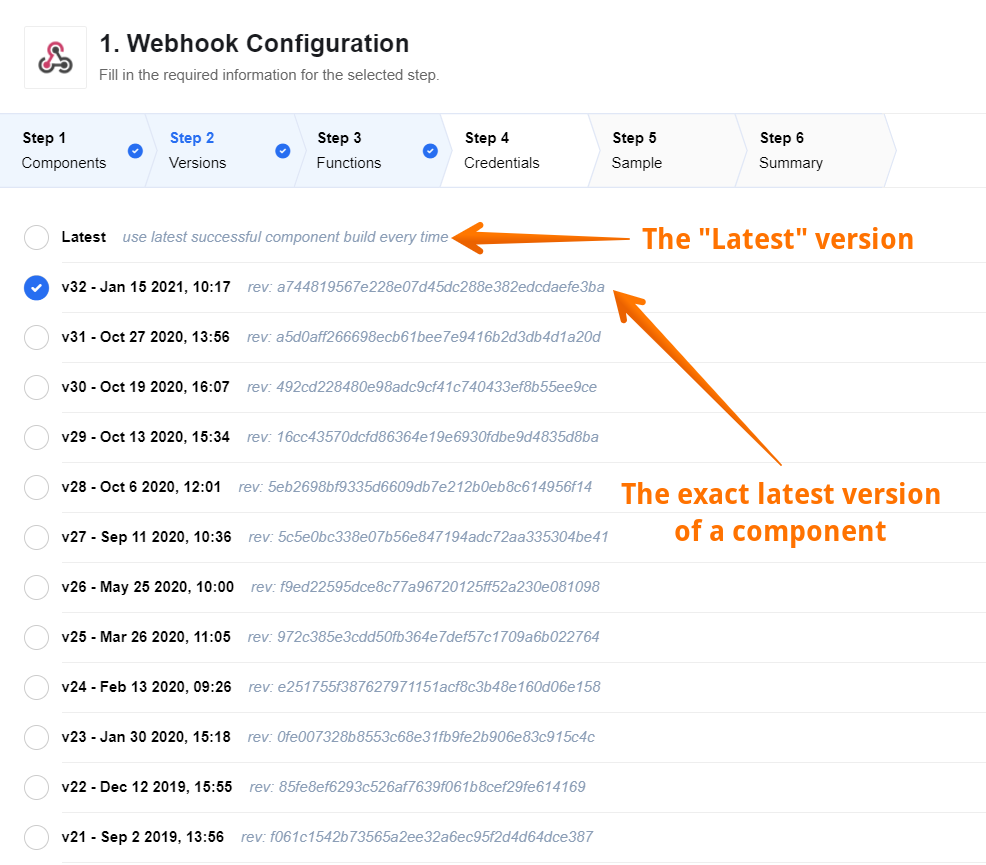 1. Webhook Configuration
Fill in the required information for the selected step.
Step 1 Step 2 Step 3 Step 4 Step 5 Step 6
Components Versions Functions Credentials Sample Summary
Latest use latest successful component build every time The "Latest" version
v32 - Jan 15 2021, 10:17 rev: a744819567e228e07d45dc288e382edcdaefe3ba
v31 - Oct 27 2020, 13:56 rev: a5d0aff266698ecb61bee7e9416b2d3db4d1a20d
v30 - Oct 19 2020, 16:07 rev: 492cd228480e98adc9cf41c740433ef8b55ee9ce
v29 - Oct 13 2020, 15:34 rev: 16cc43570dcfd86364e19e6930fdbe9d4835d8ba
v28 - Oct 6 2020, 12:01 rev: 5eb2698bf9335d6609db7e212b0eb8c614956f14
The exact latest version
of a component
v27 - Sep 11 2020, 10:36 rev: 5c5e0bc338e07b56e847194adc72aa335304be41
v26 - May 25 2020, 10:00 rev: f9ed22595dce8c77a96720125ff52a230e081098
v25 - Mar 26 2020, 11:05 rev: 972c385e3cdd50fb364e7def57c1709a6b022764
v24 - Feb 13 2020, 09:26 rev: e251755f387627971151acf8c3b48e160d06e158
v23 - Jan 30 2020, 15:18 rev: 0fe007328b8553c68e31fb9fe2b906e83c915c4c
v22 - Dec 12 2019, 15:55 rev: 85fe8ef6293c526af7639f061b8cef29fe614169
v21 - Sep 2 2019, 13:56 rev: f061c1542b73565a2ee32a6ec95f2d4d64dce387